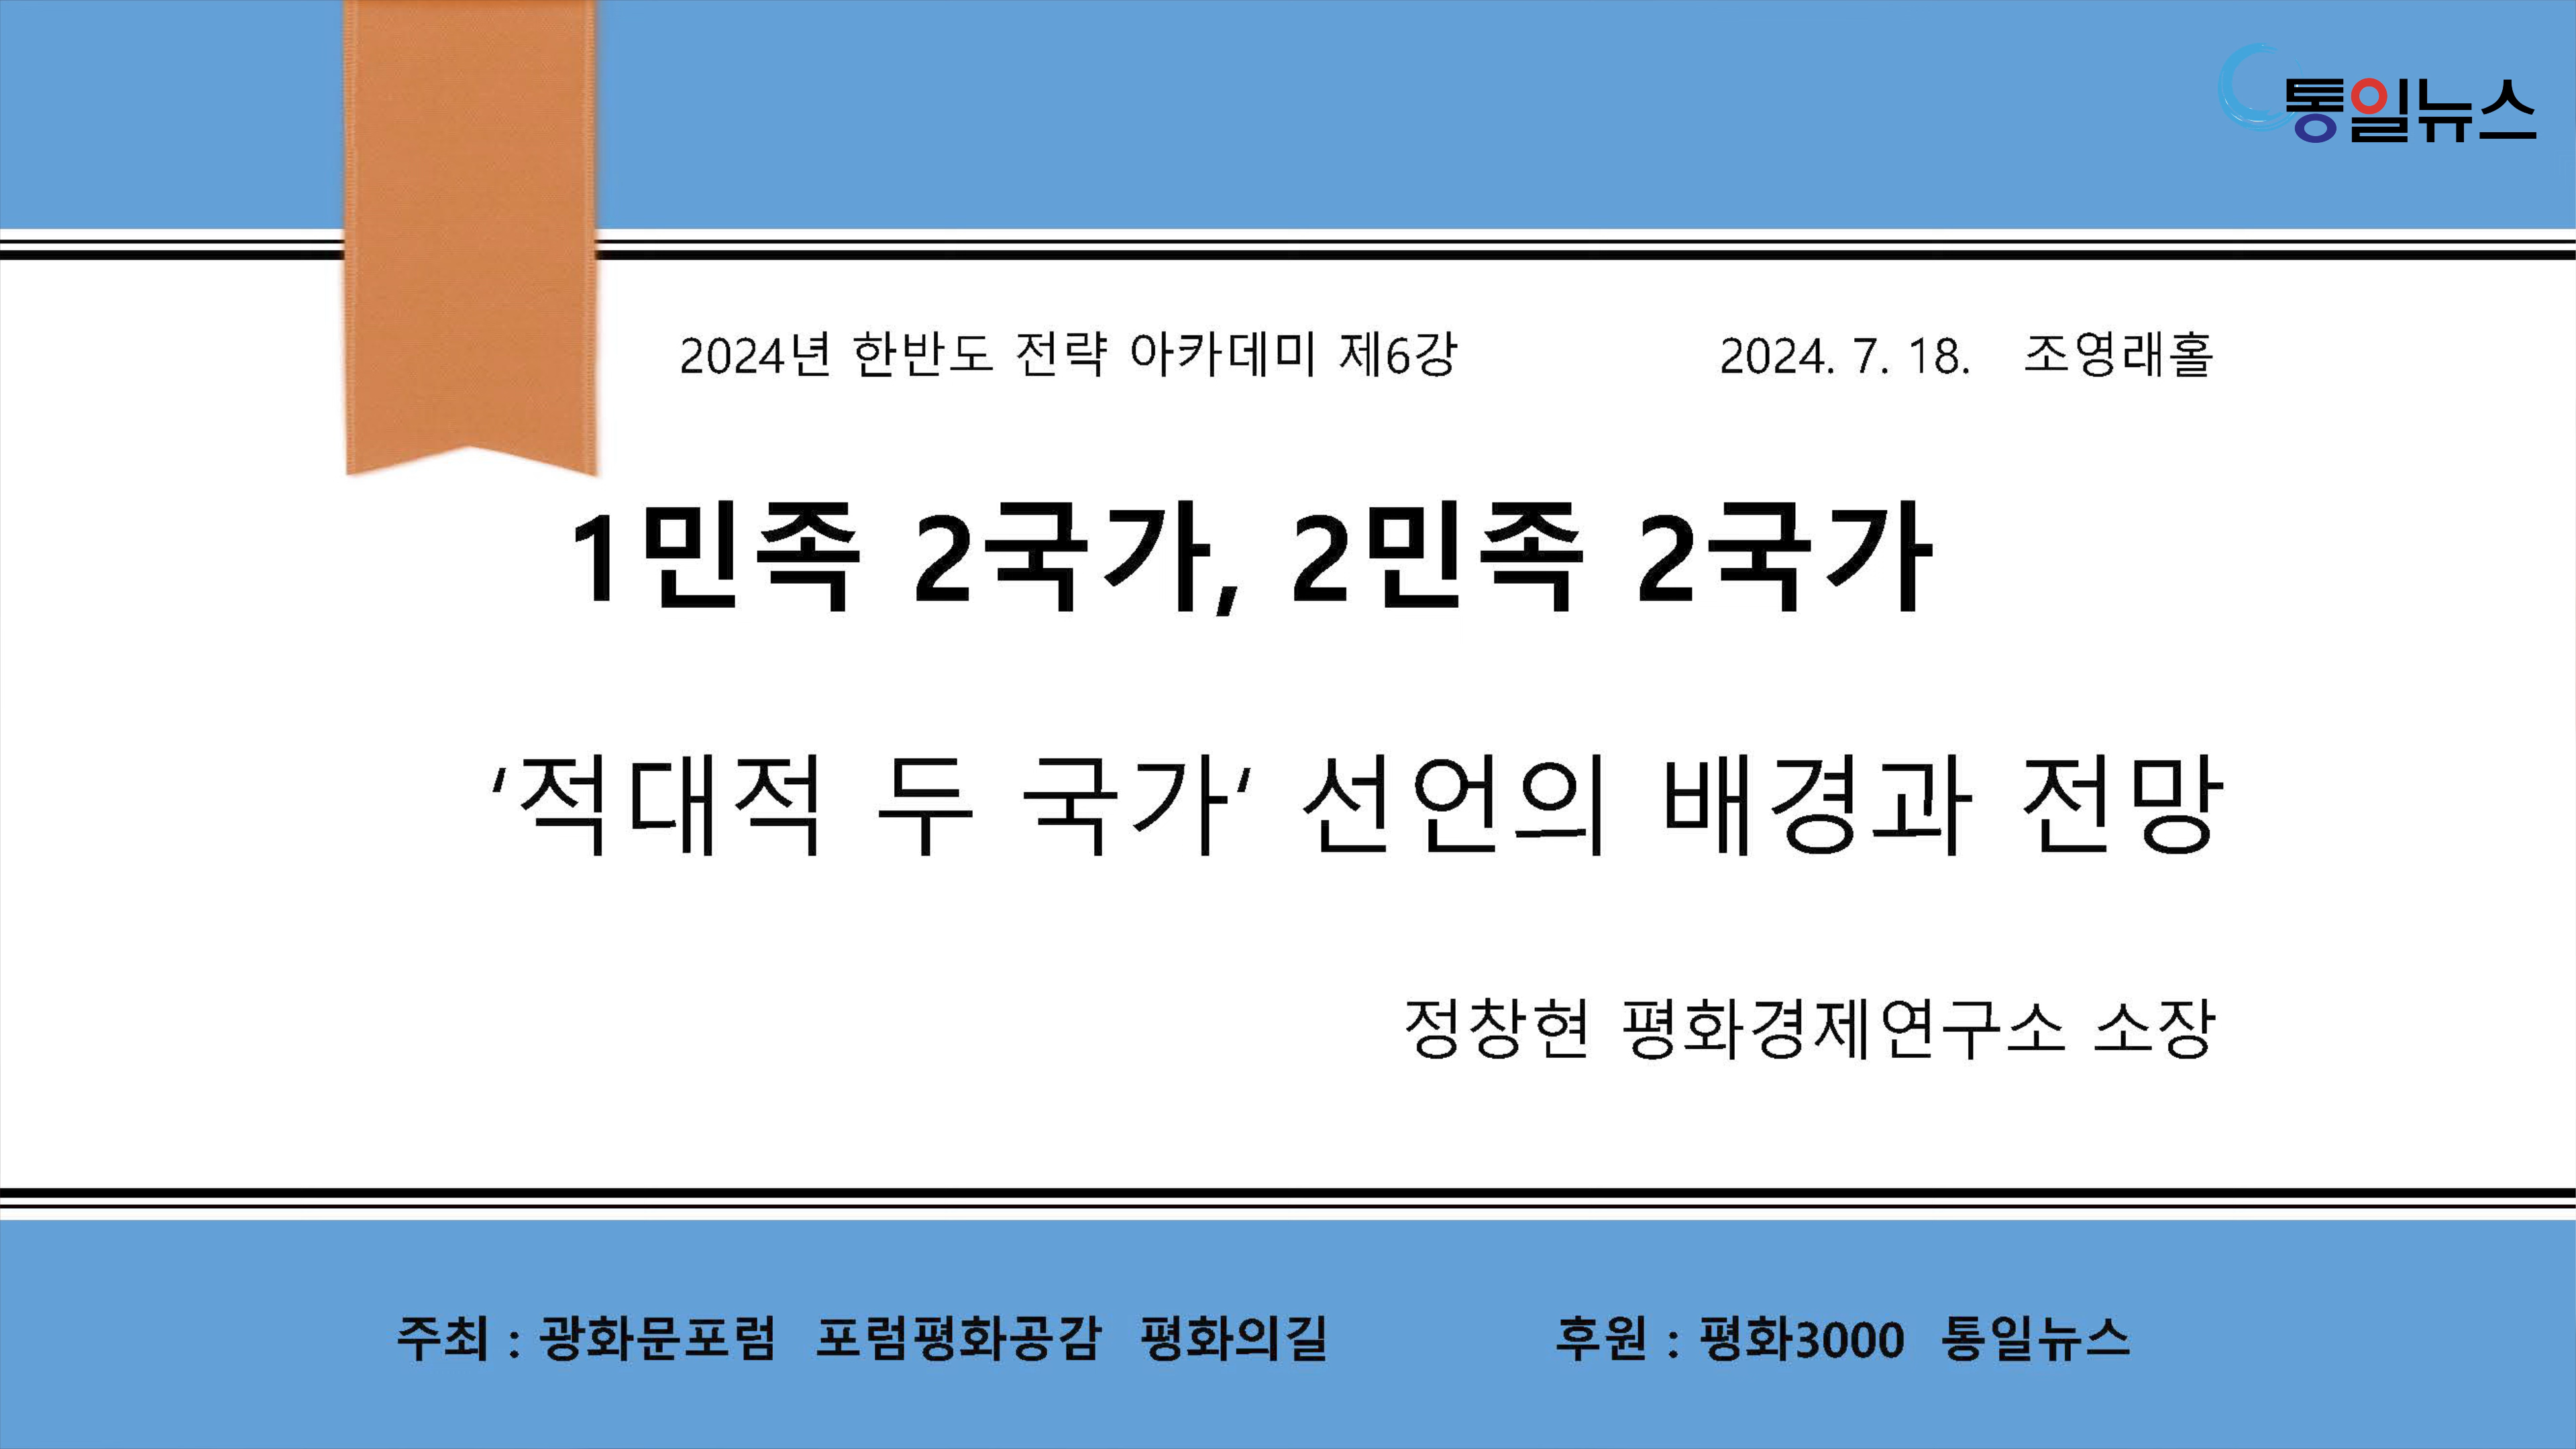 통일뉴스
2024년 한반도 전략 아카데미 제6강 2024. 7. 18. 조영래홀
1민족 2국가, 2민족 2국가
‘적대적 두 국가‘ 선언의 배경과 전망
정창현 평화경제연구소 소장
주최 : 광화문포럼 포럼평화공감 평화의길 후원 : 평화3000 통일뉴스